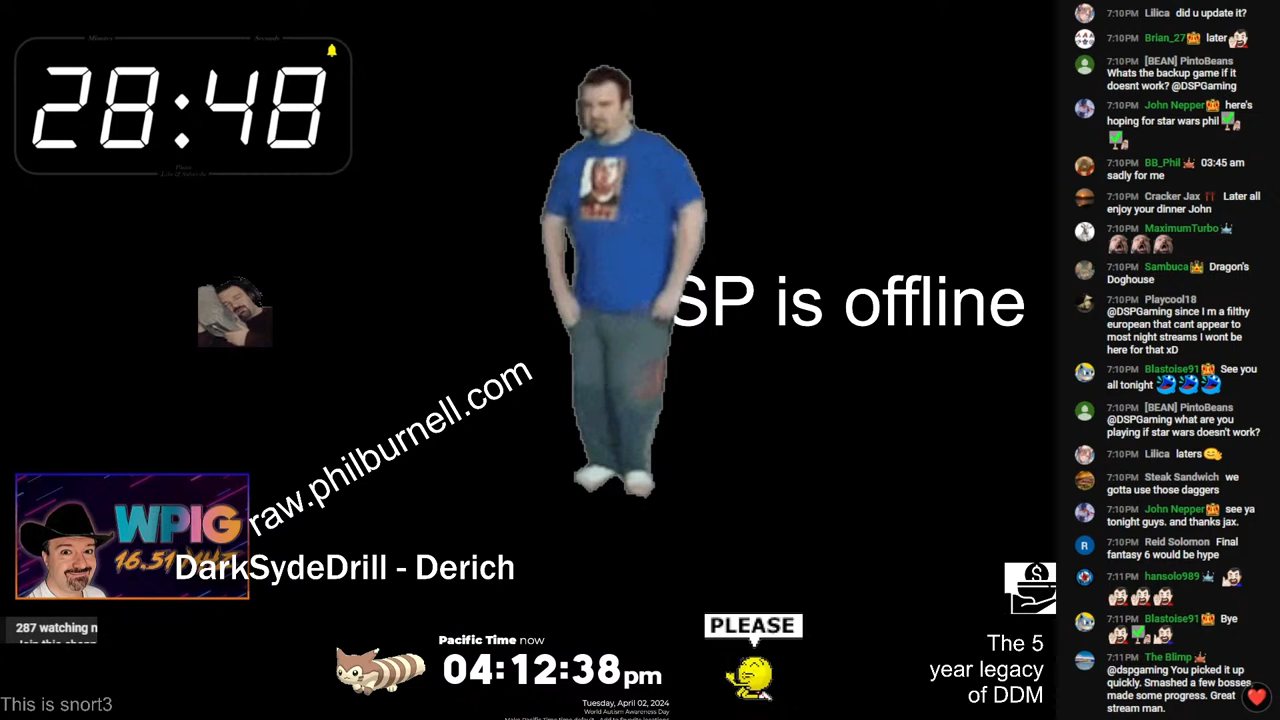 28:48
SP is offline
raw.philburnell.com
WPIG
DarkSydeDrill - Derich
287 watching n
Pacific Time now
04:12:38pm
Tuesday, April 02, 2024
World Autism Awareness Day
PLEASE
The 5
year legacy
of DDM
This is snort3
7:10PM Lilica did u update it?
7:10PM Brian_27 later
7:10PM [BEAN] PintoBeans
Whats the backup game if it
doesnt work? @DSPGaming
7:10PM John Nepper here's
hoping for star wars phil
7:10PM BB_Phil 03:45 am
sadly for me
7:10PM Cracker Jax Later all
enjoy your dinner John
7:10PM MaximumTurbo
7:10PM Sambuca Dragon's
Doghouse
7:10PM Playcool18
@DSPGaming since I m a filthy
european that cant appear to
most night streams I wont be
here for that xD
7:10PM Blastoise91 See you
all tonight
7:10PM [BEAN] PintoBeans
@DSPGaming what are you
playing if star wars doesn't work?
7:10PM Lilica laters
7:10PM Steak Sandwich we
gotta use those daggers
7:10PM John Nepper see ya
tonight guys. and thanks jax.
7:10PM Reid Solomon Final
fantasy 6 would be hype
7:11PM hansolo989
7:11PM Blastoise91 Bye
7:11PM The Blimp
@dspgaming You picked it up
quickly. Smashed a few bosses,
made some progress. Great
stream man.